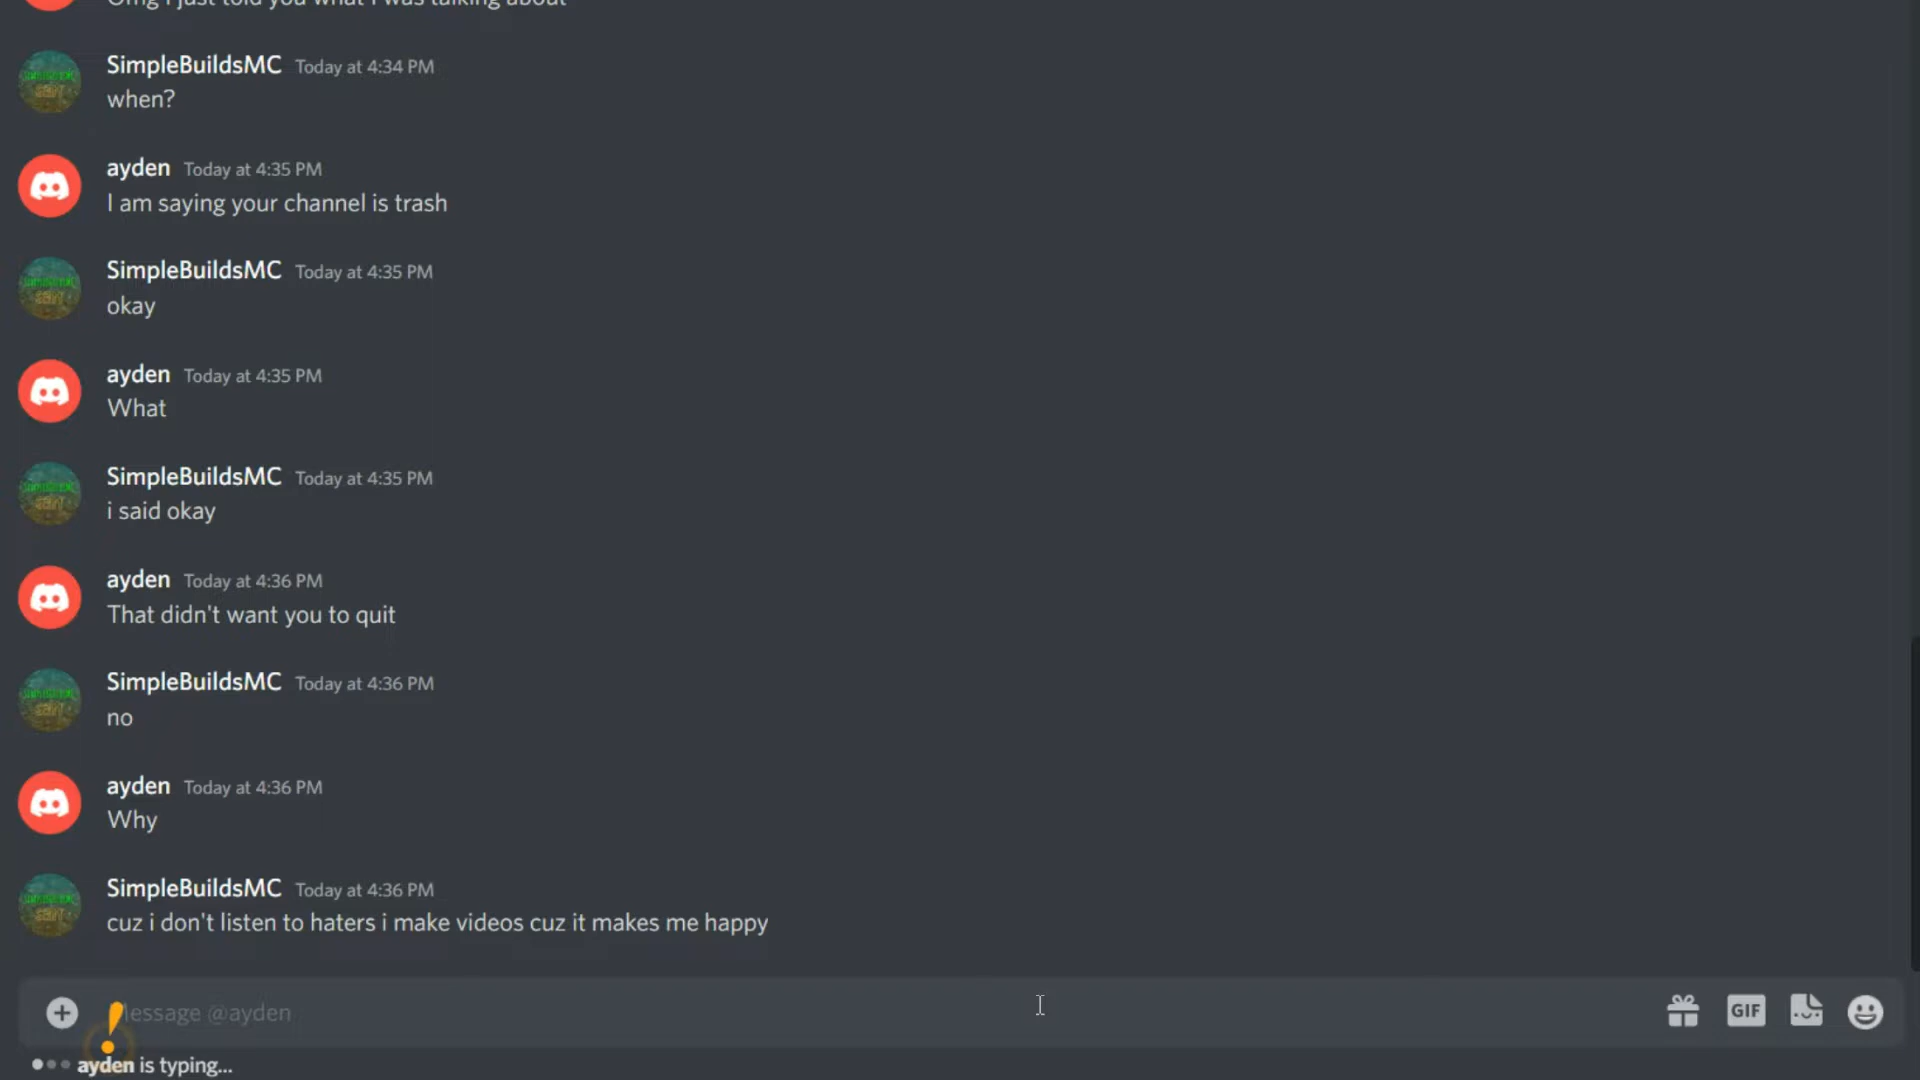 Omg i just told you what i was talking about
SimpleBuildsMC Today at 4:34 PM
when?
ayden Today at 4:35 PM
I am saying your channel is trash
SimpleBuildsMC Today at 4:35 PM
okay
ayden Today at 4:35 PM
What
SimpleBuildsMC Today at 4:35 PM
i said okay
ayden Today at 4:36 PM
That didn't want you to quit
SimpleBuildsMC Today at 4:36 PM
no
ayden Today at 4:36 PM
Why
SimpleBuildsMC Today at 4:36 PM
cuz i don't listen to haters i make videos cuz it makes me happy
Message @ayden
GIF
ayden is typing...